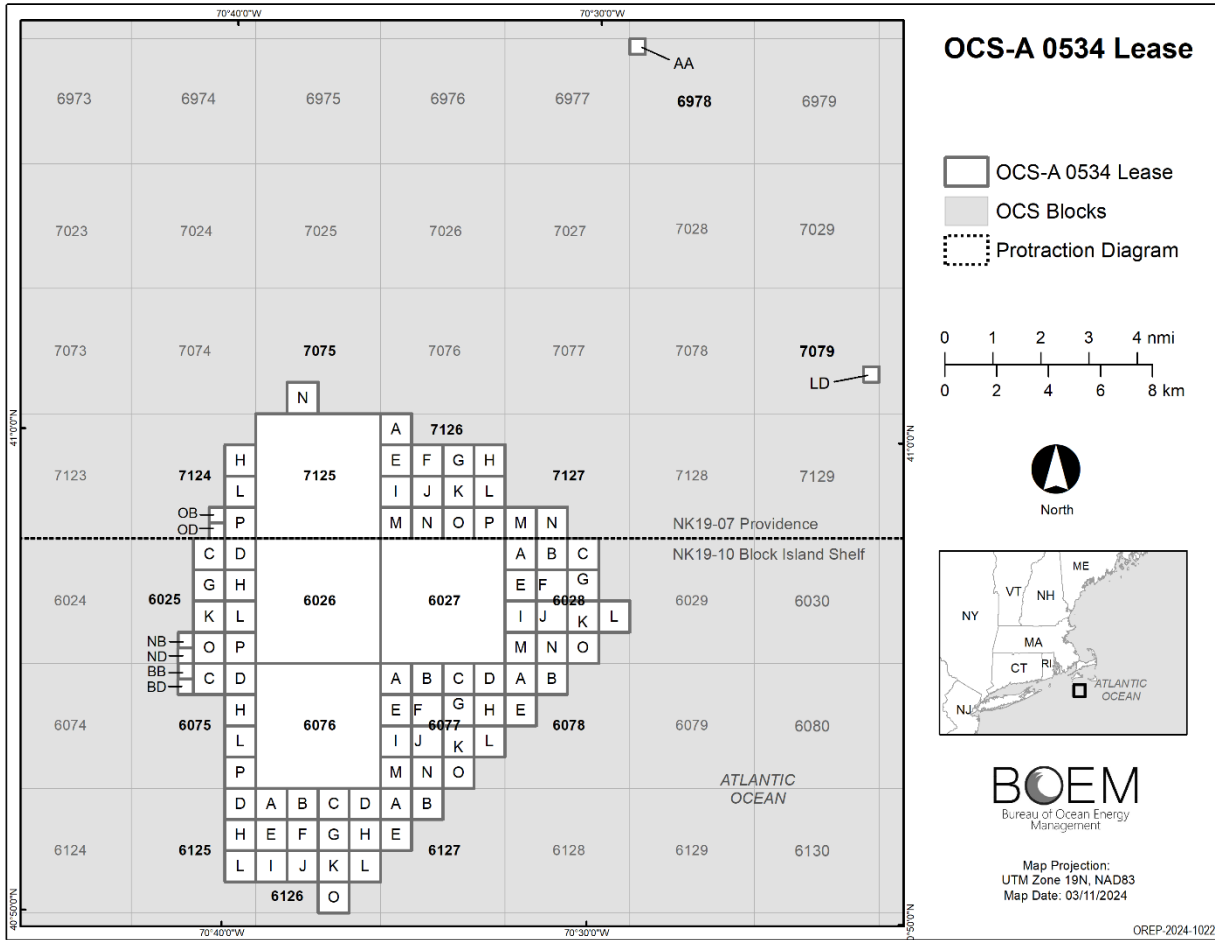 70°40'0"W 70°30'0"W
OCS-A 0534 Lease
AA
6973 6974 6975 6976 6977 6978 6979
OCS-A 0534 Lease
OCS Blocks
7023 7024 7025 7026 7027 7028 7029
Protraction Diagram
0 1 2 3 4 nmi
7073 7074 7075 7076 7077 7078 7079
LD
0 2 4 6 8 km
N
41°0'0"N 41°0'0"N
A 7126
H E F G H
7123 7124 7125 7127 7128 7129
L I J K L
North
OB
OD
P M N O P M N
NK19-07 Providence
NK19-10 Block Island Shelf
C D A B C
G H E F G
6024 6025 6026 6027 6028 6029 6030
K L I J K L
NB
ND
O P M N O
BB
BD
C D A B C D A B
H E F G H E
6074 6075 6076 6077 6078 6079 6080
L I J K L
P M N O
ATLANTIC
OCEAN
D A B C D A B
H E F G H E
6124 6125 6127 6128 6129 6130
L I J K L
6126 O
40°50'0"N 40°50'0"N
70°40'0"W 70°30'0"W
ME
VT NH
NY
MA
CT RI
ATLANTIC
OCEAN
NJ
BOEM
Bureau of Ocean Energy
Management
Map Projection:
UTM Zone 19N, NAD83
Map Date: 03/11/2024
OREP-2024-1022